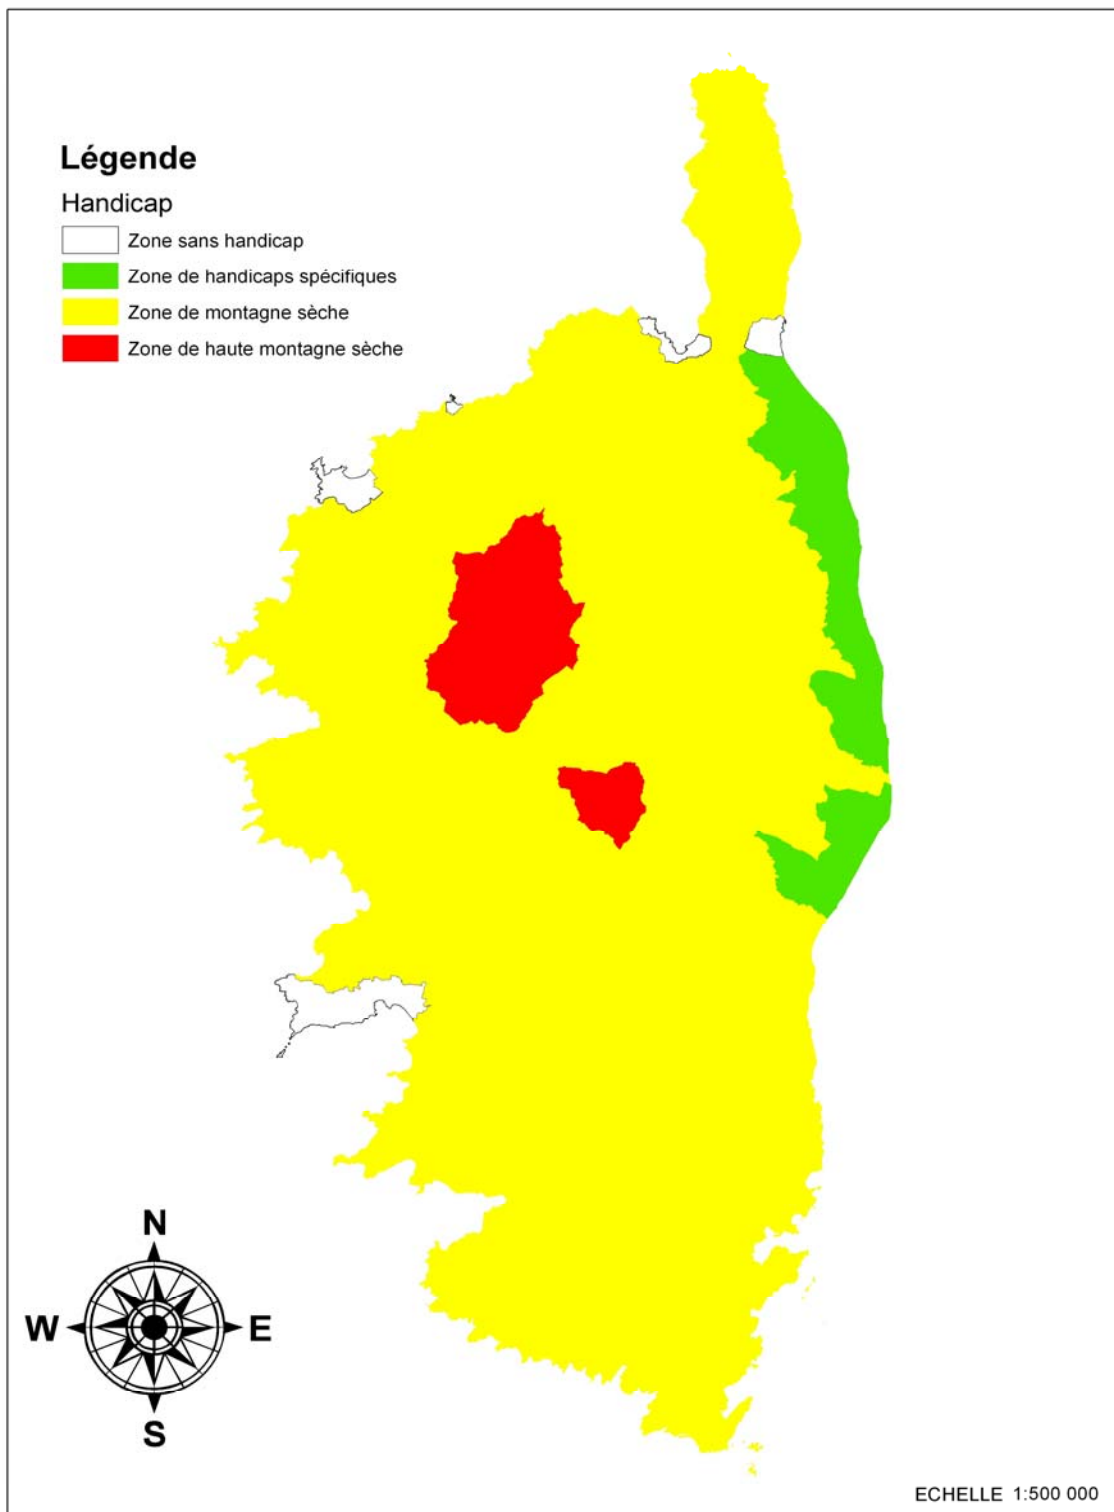 Légende
Handicap
Zone sans handicap
Zone de handicaps spécifiques
Zone de montagne sèche
Zone de haute montagne sèche
N
W E
S
ECHELLE 1:500 000